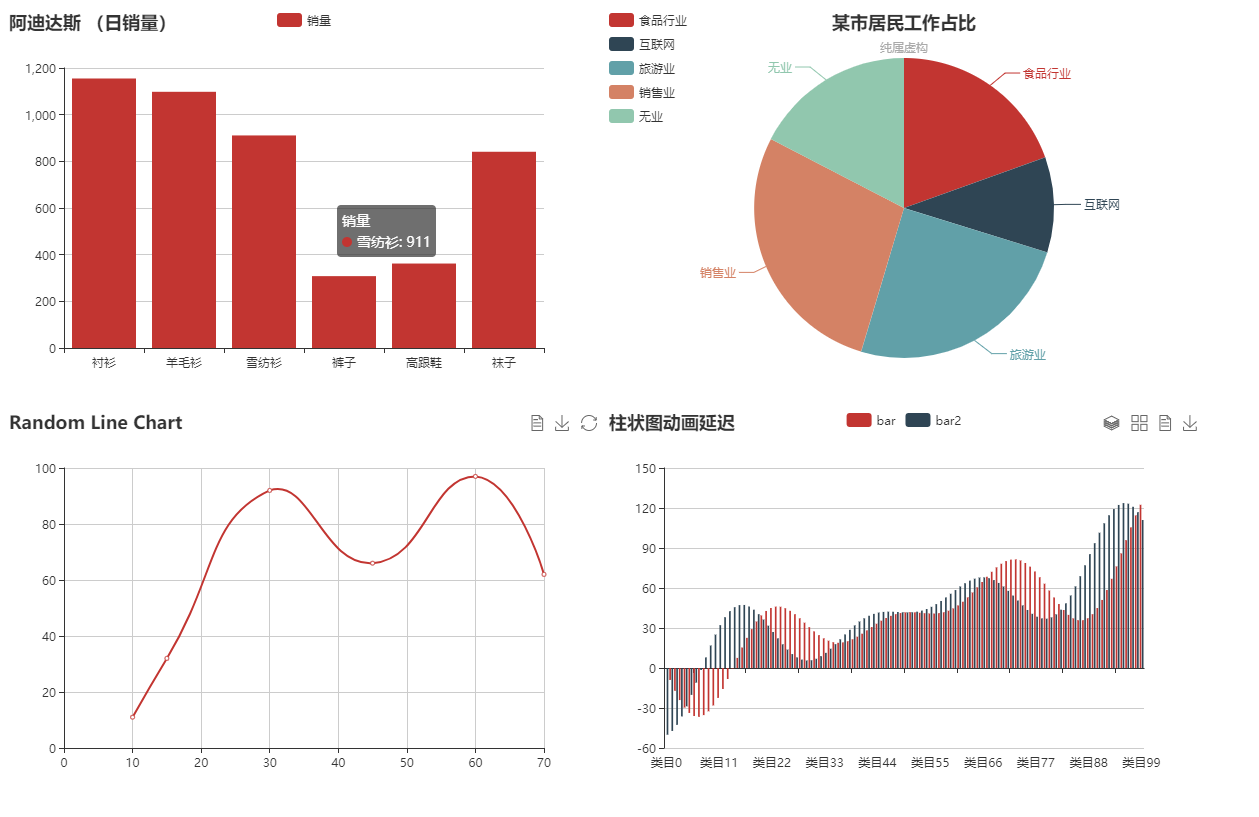 阿迪达斯 （日销量）
销量
1,200
1,000
800
600
400
200
0
销量
雪纺衫: 911
衬衫 羊毛衫 雪纺衫 裤子 高跟鞋 袜子
食品行业
互联网
旅游业
销售业
无业
某市居民工作占比
纯属虚构
无业
食品行业
互联网
销售业
旅游业
Random Line Chart
100
80
60
40
20
0
0 10 20 30 40 50 60 70
柱状图动画延迟
bar bar2
150
120
90
60
30
0
-30
-60
类目0 类目11 类目22 类目33 类目44 类目55 类目66 类目77 类目88 类目99